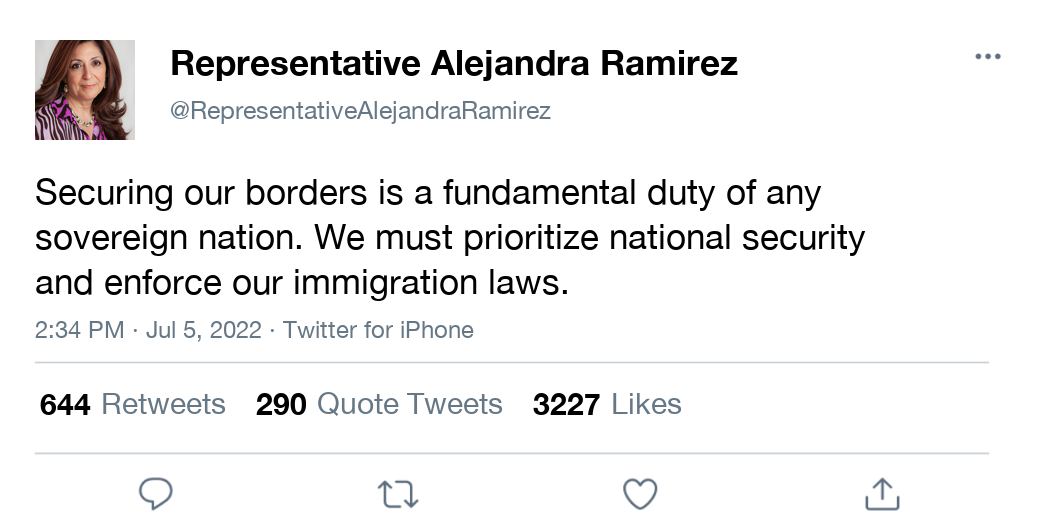 Representative Alejandra Ramirez
@RepresentativeAlejandraRamirez
Securing our borders is a fundamental duty of any
sovereign nation. We must prioritize national security
and enforce our immigration laws.
2:34 PM · Jul 5, 2022 · Twitter for iPhone
644 Retweets 290 Quote Tweets 3227 Likes